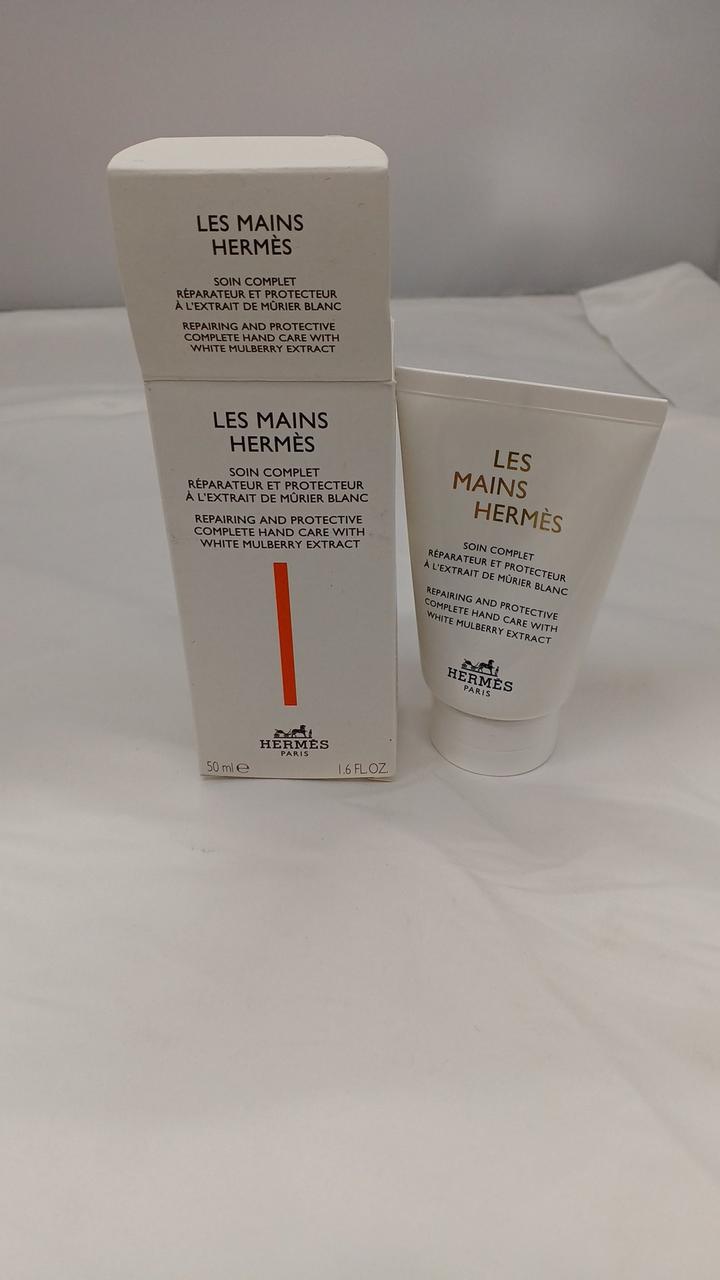 LES MAINS
HERMÈS
SOIN COMPLET
RÉPARATEUR ET PROTECTEUR
À L'EXTRAIT DE MÛRIER BLANC
REPAIRING AND PROTECTIVE
COMPLETE HAND CARE WITH
WHITE MULBERRY EXTRACT
LES MAINS
HERMÈS
SOIN COMPLET
RÉPARATEUR ET PROTECTEUR
À L'EXTRAIT DE MÛRIER BLANC
REPAIRING AND PROTECTIVE
COMPLETE HAND CARE WITH
WHITE MULBERRY EXTRACT
HERMÈS
PARIS
50 ml ℮ 1.6 FL.OZ.
LES
MAINS
HERMÈS
SOIN COMPLET
RÉPARATEUR ET PROTECTEUR
À L'EXTRAIT DE MÛRIER BLANC
REPAIRING AND PROTECTIVE
COMPLETE HAND CARE WITH
WHITE MULBERRY EXTRACT
HERMÈS
PARIS